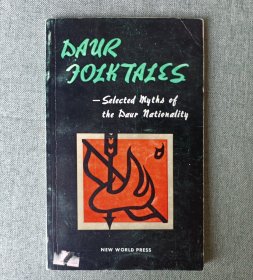 DAUR
FOLKTALES
—Selected Myths of
the Daur Nationality
NEW WORLD PRESS